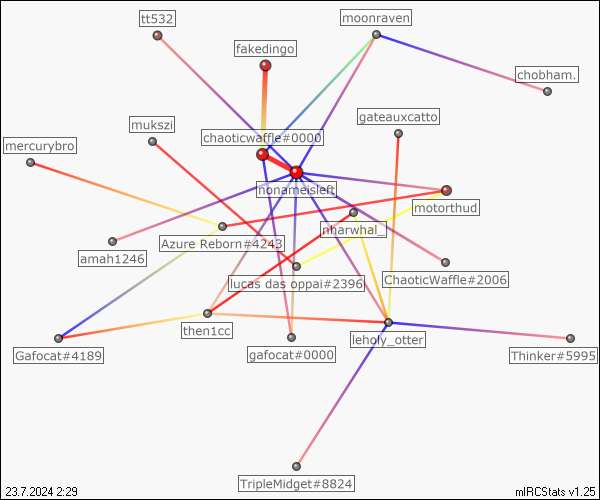 tt532
moonraven
fakedingo
chobham.
gateauxcatto
mukszi
chaoticwaffle#0000
mercurybro
nonameisleft
motorthud
nharwhal_
Azure Reborn#4243
amah1246
ChaoticWaffle#2006
lucas das oppai#2396
then1cc
leholy_otter
Gafocat#4189
gafocat#0000
Thinker#5995
TripleMidget#8824
23.7.2024 2:29
mIRCStats v1.25